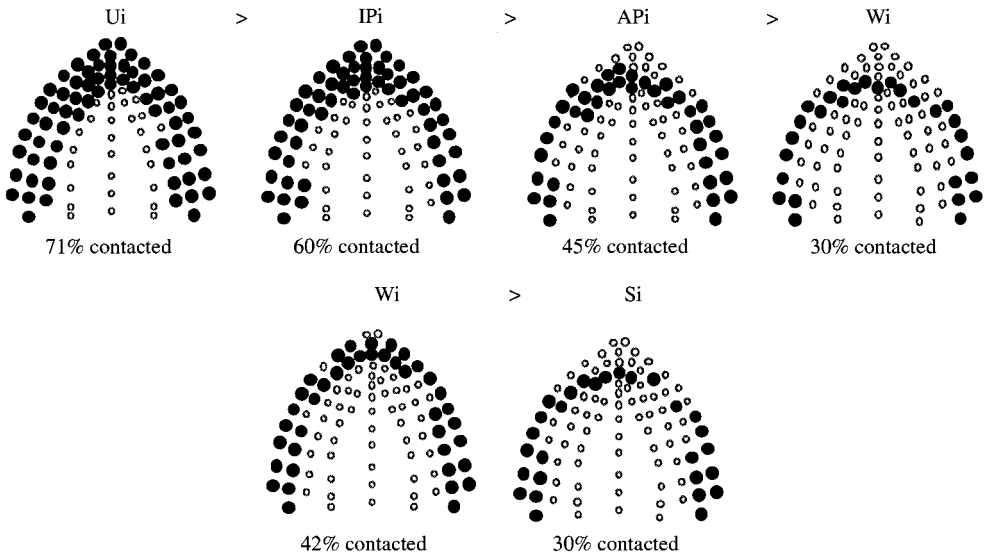 Ui > IPi > APi > Wi
71% contacted 60% contacted 45% contacted 30% contacted
Wi > Si
42% contacted 30% contacted